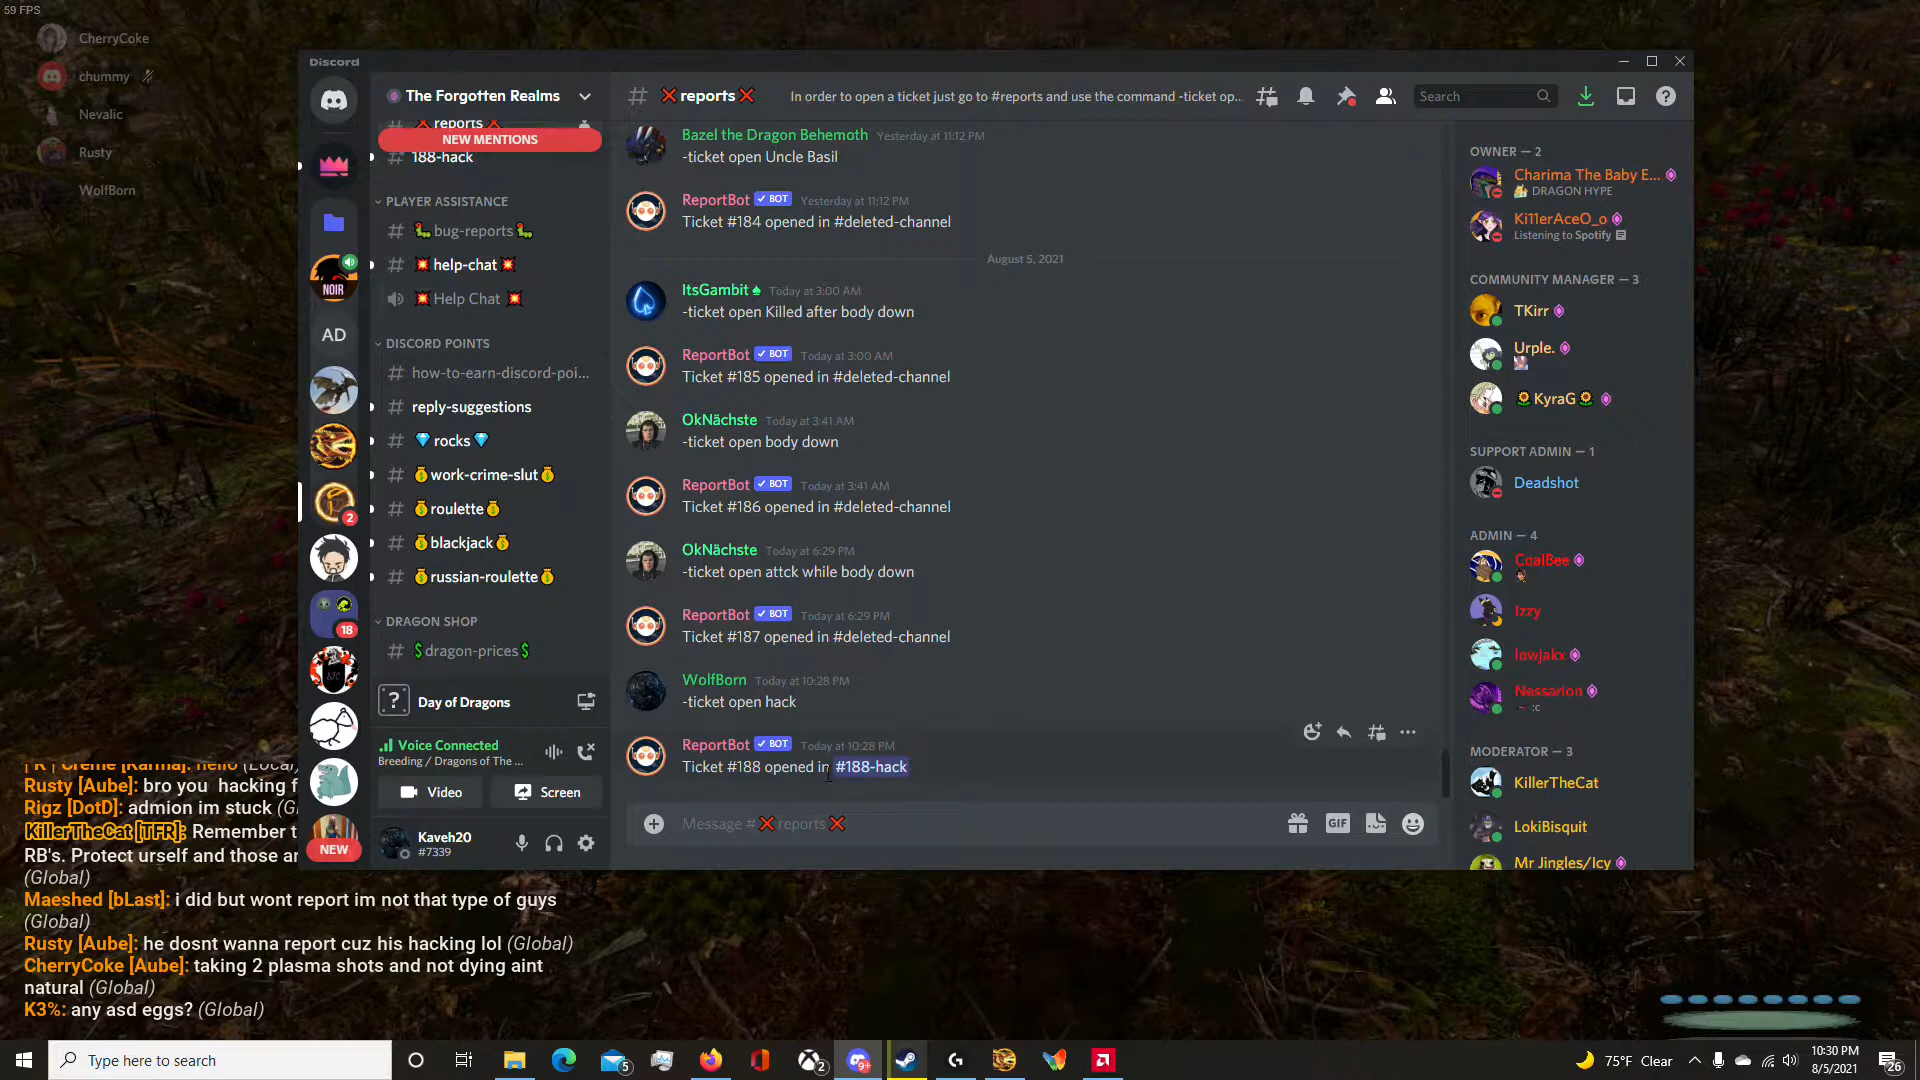 59 FPS
CherryCoke
chummy
Nevalic
Rusty
WolfBorn
Discord
The Forgotten Realms
reports
NEW MENTIONS
188-hack
PLAYER ASSISTANCE
bug-reports
help-chat
Help Chat
DISCORD POINTS
how-to-earn-discord-poi...
reply-suggestions
rocks
work-crime-slut
roulette
blackjack
russian-roulette
DRAGON SHOP
$dragon-prices$
Day of Dragons
Voice Connected
Breeding / Dragons of The ...
Video
Screen
Kaveh20
#7339
NOIR
AD
2
18
NEW
# reports
In order to open a ticket just go to #reports and use the command -ticket op...
Search
Bazel the Dragon Behemoth Yesterday at 11:12 PM
-ticket open Uncle Basil
ReportBot ✓ BOT Yesterday at 11:12 PM
Ticket #184 opened in #deleted-channel
August 5, 2021
ItsGambit♠ Today at 3:00 AM
-ticket open Killed after body down
ReportBot ✓ BOT Today at 3:00 AM
Ticket #185 opened in #deleted-channel
OkNächste Today at 3:41 AM
-ticket open body down
ReportBot ✓ BOT Today at 3:41 AM
Ticket #186 opened in #deleted-channel
OkNächste Today at 6:29 PM
-ticket open attck while body down
ReportBot ✓ BOT Today at 6:29 PM
Ticket #187 opened in #deleted-channel
WolfBorn Today at 10:28 PM
-ticket open hack
ReportBot ✓ BOT Today at 10:28 PM
Ticket #188 opened in #188-hack
Message # reports
GIF
OWNER — 2
Charima The Baby E...
DRAGON HYPE
Ki11erAceO_o
Listening to Spotify
COMMUNITY MANAGER — 3
TKirr
Urple.
KyraG
SUPPORT ADMIN — 1
Deadshot
ADMIN — 4
CoalBee
Izzy
lowJakx
Nessarion
:c
MODERATOR — 3
KillerTheCat
LokiBisquit
Mr Jingles/Icy
| K | Creme [Karma]: hello (Local)
Rusty [Aube]: bro you hacking f
Rigz [DotD]: admion im stuck (G
KillerTheCat [TFR]: Remember t
RB's. Protect urself and those ar
(Global)
Maeshed [bLast]: i did but wont report im not that type of guys
(Global)
Rusty [Aube]: he dosnt wanna report cuz his hacking lol (Global)
CherryCoke [Aube]: taking 2 plasma shots and not dying aint
natural (Global)
K3%: any asd eggs? (Global)
Type here to search
5
2
9+
75°F Clear
10:30 PM
8/5/2021
26